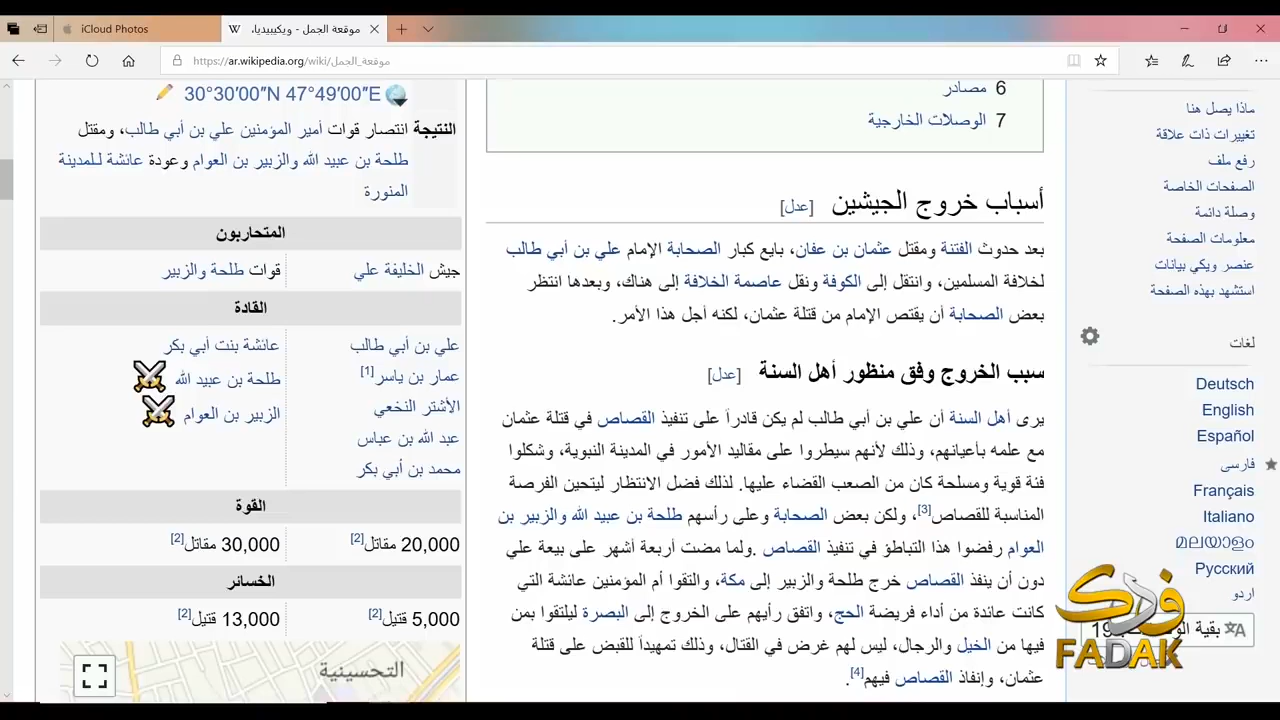 iCloud Photos
موقعة الجمل - ويكيبيديا،
https://ar.wikipedia.org/wiki/موقعة_الجمل
6 مصادر
7 الوصلات الخارجية
أسباب خروج الجيشين [عدل]
بعد حدوث الفتنة ومقتل عثمان بن عفان، بايع كبار الصحابة الإمام علي بن أبي طالب
لخلافة المسلمين، وانتقل إلى الكوفة ونقل عاصمة الخلافة إلى هناك، وبعدها انتظر
بعض الصحابة أن يقتص الإمام من قتلة عثمان، لكنه أجل هذا الأمر.
سبب الخروج وفق منظور أهل السنة [عدل]
يرى أهل السنة أن علي بن أبي طالب لم يكن قادراً على تنفيذ القصاص في قتلة عثمان
مع علمه بأعيانهم، وذلك لأنهم سيطروا على مقاليد الأمور في المدينة النبوية، وشكلوا
فئة قوية ومسلحة كان من الصعب القضاء عليها. لذلك فضل الانتظار ليتحين الفرصة
المناسبة للقصاص[3]، ولكن بعض الصحابة وعلى رأسهم طلحة بن عبيد الله والزبير بن
العوام رفضوا هذا التباطؤ في تنفيذ القصاص .ولما مضت أربعة أشهر على بيعة علي
دون أن ينفذ القصاص خرج طلحة والزبير إلى مكة، والتقوا أم المؤمنين عائشة التي
كانت عائدة من أداء فريضة الحج، واتفق رأيهم على الخروج إلى البصرة ليلتقوا بمن
فيها من الخيل والرجال، ليس لهم غرض في القتال، وذلك تمهيداً للقبض على قتلة
عثمان، وإنفاذ القصاص فيهم[4].
30°30′00″N 47°49′00″E
النتيجة انتصار قوات أمير المؤمنين علي بن أبي طالب، ومقتل
طلحة بن عبيد الله والزبير بن العوام وعودة عائشة للمدينة
المنورة
المتحاربون
جيش الخليفة علي قوات طلحة والزبير
القادة
علي بن أبي طالب عائشة بنت أبي بكر
عمار بن ياسر[1] طلحة بن عبيد الله
الأشتر النخعي الزبير بن العوام
عبد الله بن عباس
محمد بن أبي بكر
القوة
20,000 مقاتل[2] 30,000 مقاتل[2]
الخسائر
5,000 قتيل[2] 13,000 قتيل[2]
التحسينية
ماذا يصل هنا
تغييرات ذات علاقة
رفع ملف
الصفحات الخاصة
وصلة دائمة
معلومات الصفحة
عنصر ويكي بيانات
استشهد بهذه الصفحة
لغات
Deutsch
English
Español
فارسی
Français
Italiano
മലയാളം
Русский
اردو
بقية
فدك
FADAK